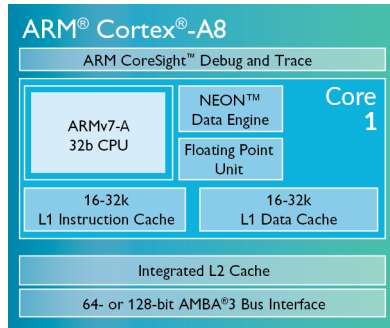 ARM® Cortex®-A8
ARM CoreSight™ Debug and Trace
ARMv7-A
32b CPU
NEON™
Data Engine
Floating Point
Unit
Core
1
16-32k
L1 Instruction Cache
16-32k
L1 Data Cache
Integrated L2 Cache
64- or 128-bit AMBA®3 Bus Interface